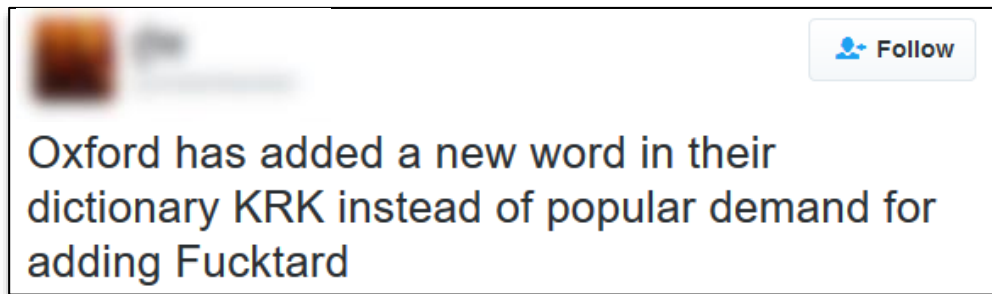 Follow
Oxford has added a new word in their
dictionary KRK instead of popular demand for
adding Fucktard